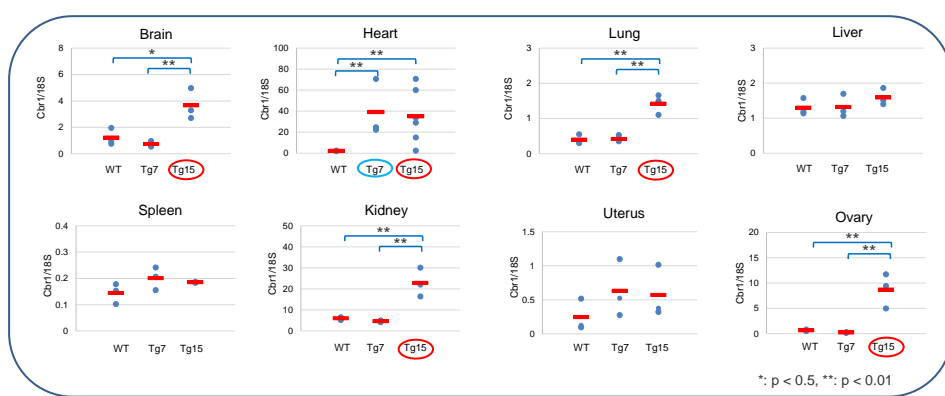 Brain
Cbr1/18S
8
6
4
2
0
*
**
WT Tg7 Tg15
Heart
Cbr1/18S
100
80
60
40
20
0
**
**
WT Tg7 Tg15
Lung
Cbr1/18S
3
2
1
0
**
**
WT Tg7 Tg15
Liver
Cbr1/18S
3
2
1
0
WT Tg7 Tg15
Spleen
Cbr1/18S
0.4
0.3
0.2
0.1
0
WT Tg7 Tg15
Kidney
Cbr1/18S
50
40
30
20
10
0
**
**
WT Tg7 Tg15
Uterus
Cbr1/18S
1.5
1
0.5
0
WT Tg7 Tg15
Ovary
Cbr1/18S
20
15
10
5
0
**
**
WT Tg7 Tg15
*: p < 0.5, **: p < 0.01